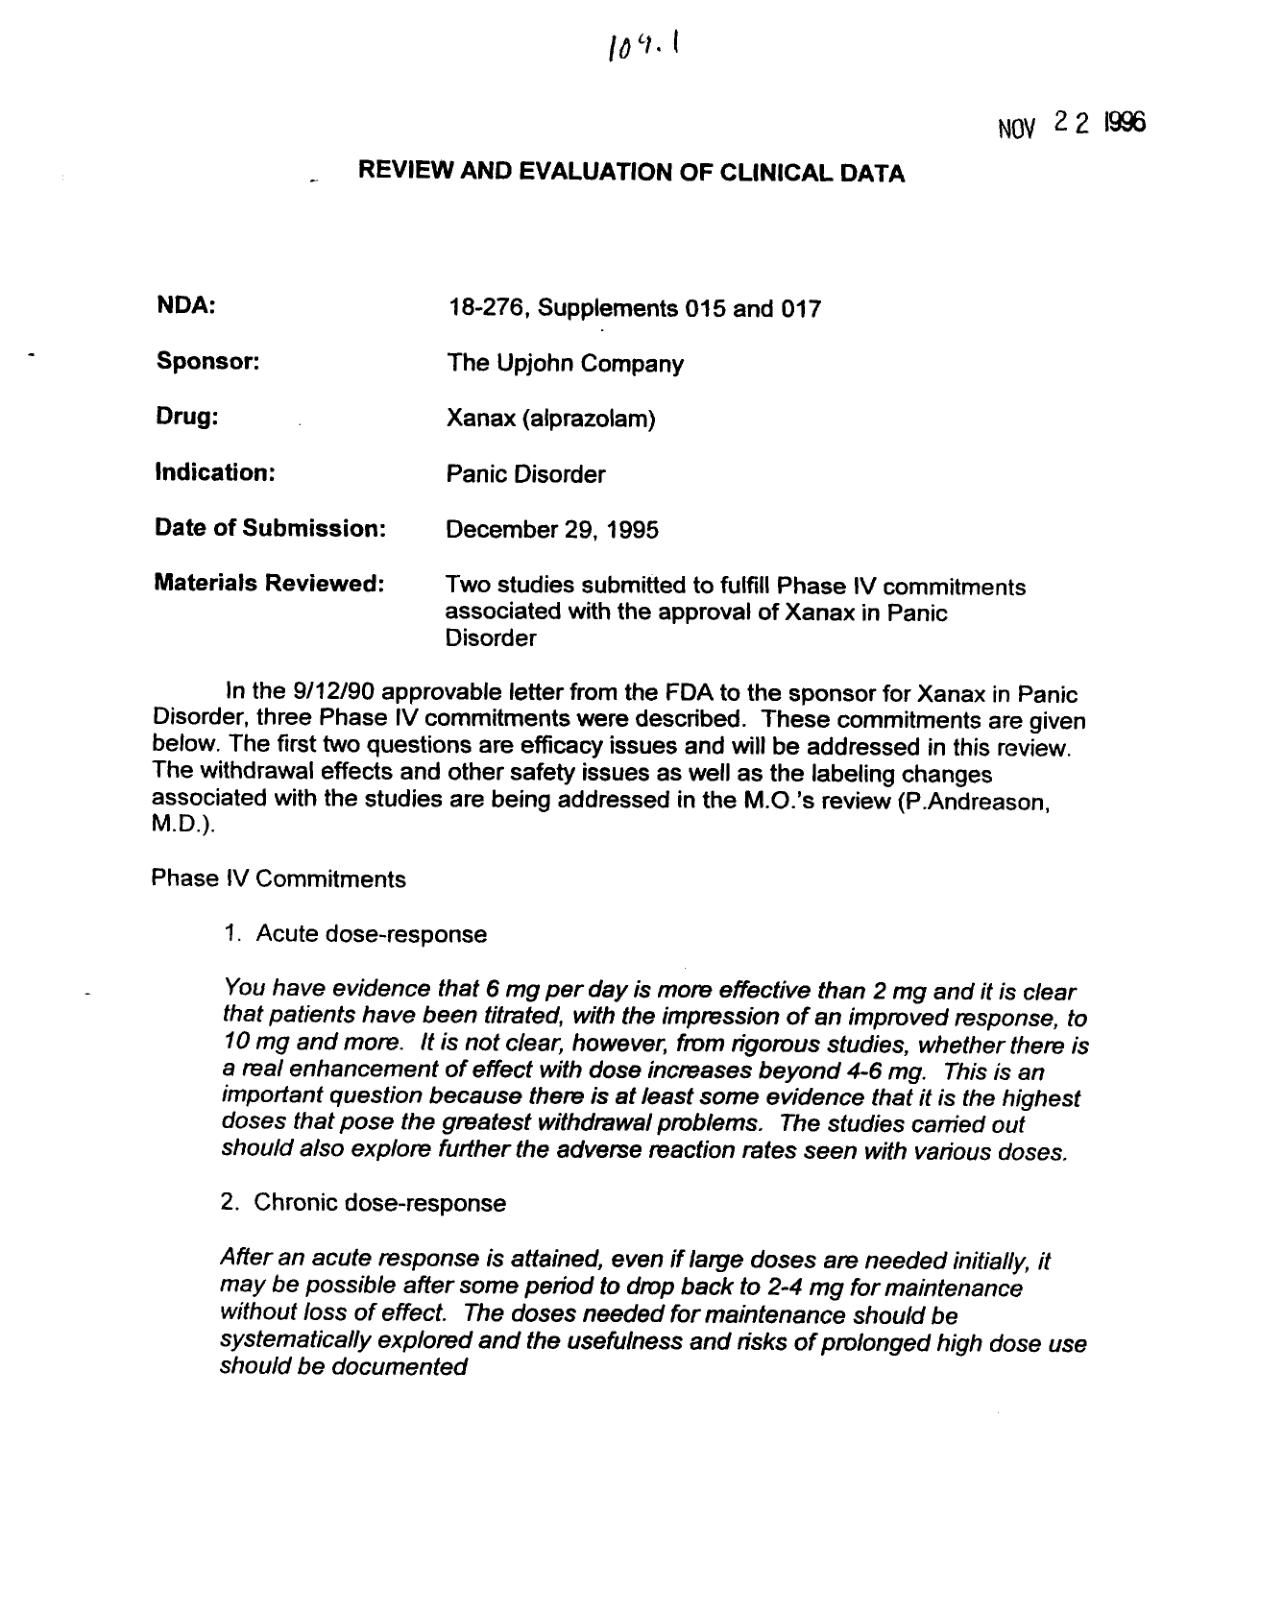 109.1
NOV 22 1996
REVIEW AND EVALUATION OF CLINICAL DATA
NDA: 18-276, Supplements 015 and 017
Sponsor: The Upjohn Company
Drug: Xanax (alprazolam)
Indication: Panic Disorder
Date of Submission: December 29, 1995
Materials Reviewed: Two studies submitted to fulfill Phase IV commitments
associated with the approval of Xanax in Panic
Disorder
In the 9/12/90 approvable letter from the FDA to the sponsor for Xanax in Panic
Disorder, three Phase IV commitments were described. These commitments are given
below. The first two questions are efficacy issues and will be addressed in this review.
The withdrawal effects and other safety issues as well as the labeling changes
associated with the studies are being addressed in the M.O.'s review (P.Andreason,
M.D.).
Phase IV Commitments
1. Acute dose-response
You have evidence that 6 mg per day is more effective than 2 mg and it is clear
that patients have been titrated, with the impression of an improved response, to
10 mg and more. It is not clear, however, from rigorous studies, whether there is
a real enhancement of effect with dose increases beyond 4-6 mg. This is an
important question because there is at least some evidence that it is the highest
doses that pose the greatest withdrawal problems. The studies carried out
should also explore further the adverse reaction rates seen with various doses.
2. Chronic dose-response
After an acute response is attained, even if large doses are needed initially, it
may be possible after some period to drop back to 2-4 mg for maintenance
without loss of effect. The doses needed for maintenance should be
systematically explored and the usefulness and risks of prolonged high dose use
should be documented